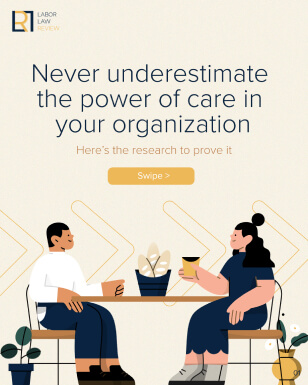 LABOR
LAW
REVIEW
Never underestimate
the power of care in
your organization
Here's the research to prove it
Swipe >